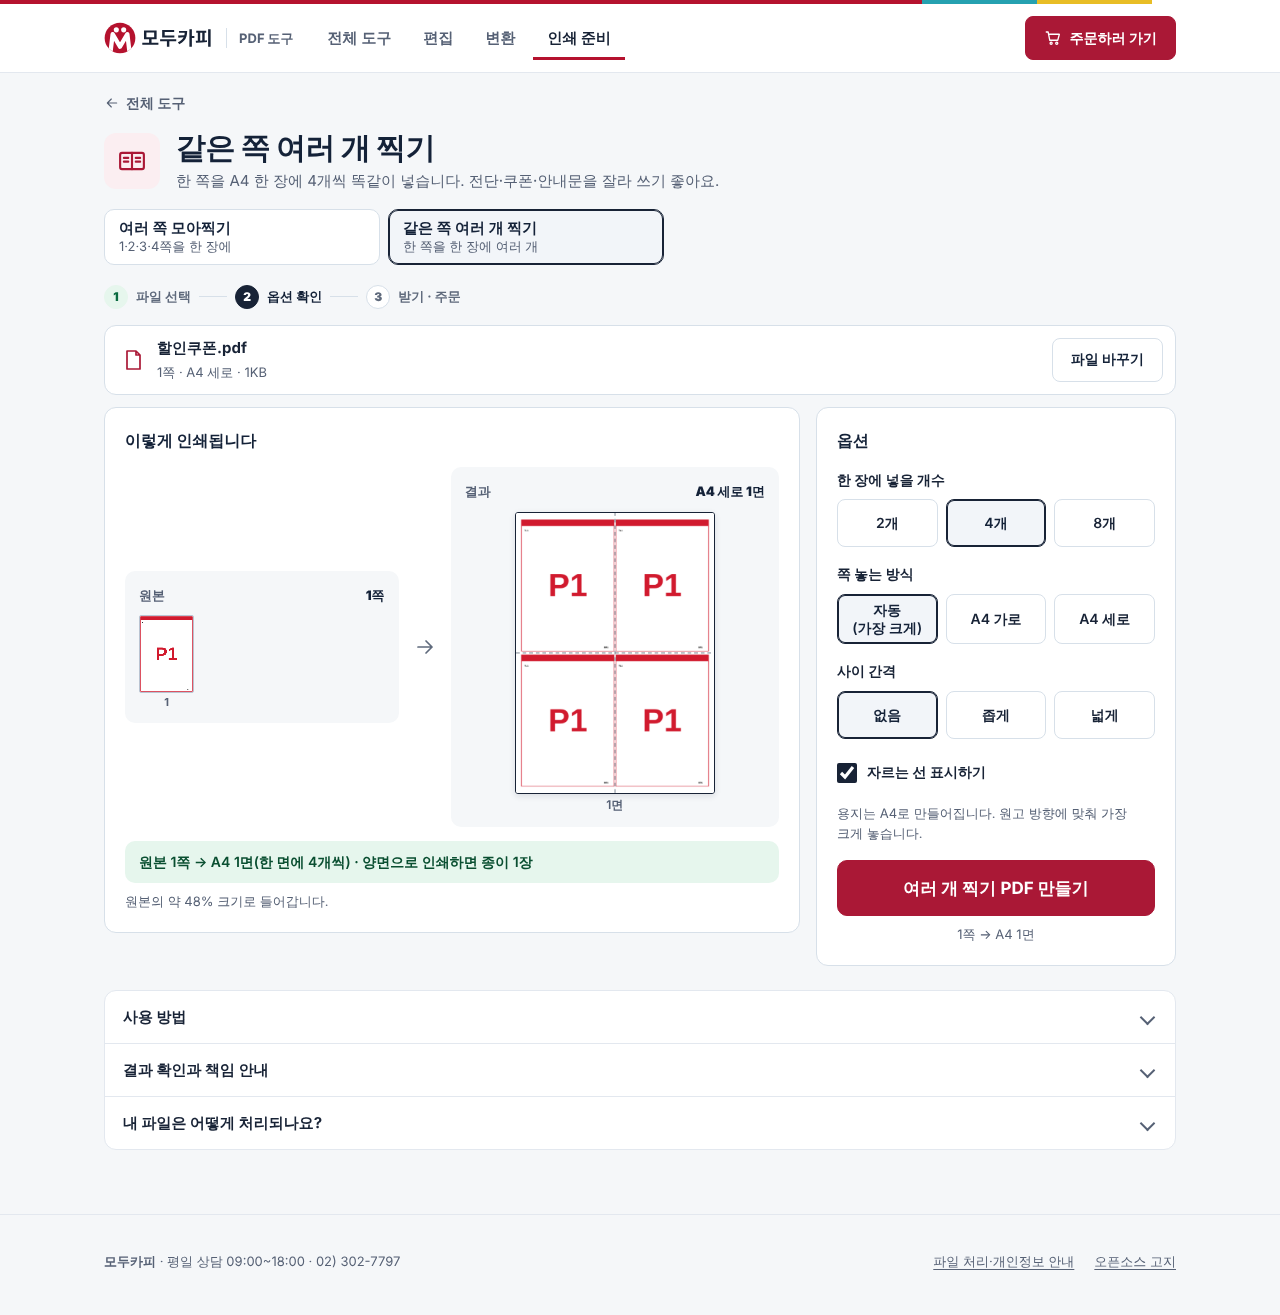 모두카피
PDF 도구
전체 도구
편집
변환
인쇄 준비
주문하러 가기
← 전체 도구
같은 쪽 여러 개 찍기
한 쪽을 A4 한 장에 4개씩 똑같이 넣습니다. 전단·쿠폰·안내문을 잘라 쓰기 좋아요.
여러 쪽 모아찍기
1·2·3·4쪽을 한 장에
같은 쪽 여러 개 찍기
한 쪽을 한 장에 여러 개
1 파일 선택
2 옵션 확인
3 받기 · 주문
할인쿠폰.pdf
1쪽 · A4 세로 · 1KB
파일 바꾸기
이렇게 인쇄됩니다
원본 1쪽
P1
1
→
결과 A4 세로 1면
P1 P1
P1 P1
1면
원본 1쪽 → A4 1면(한 면에 4개씩) · 양면으로 인쇄하면 종이 1장
원본의 약 48% 크기로 들어갑니다.
옵션
한 장에 넣을 개수
2개 4개 8개
쪽 놓는 방식
자동
(가장 크게)
A4 가로
A4 세로
사이 간격
없음 좁게 넓게
자르는 선 표시하기
용지는 A4로 만들어집니다. 원고 방향에 맞춰 가장
크게 놓습니다.
여러 개 찍기 PDF 만들기
1쪽 → A4 1면
사용 방법
결과 확인과 책임 안내
내 파일은 어떻게 처리되나요?
모두카피 · 평일 상담 09:00~18:00 · 02) 302-7797
파일 처리·개인정보 안내
오픈소스 고지